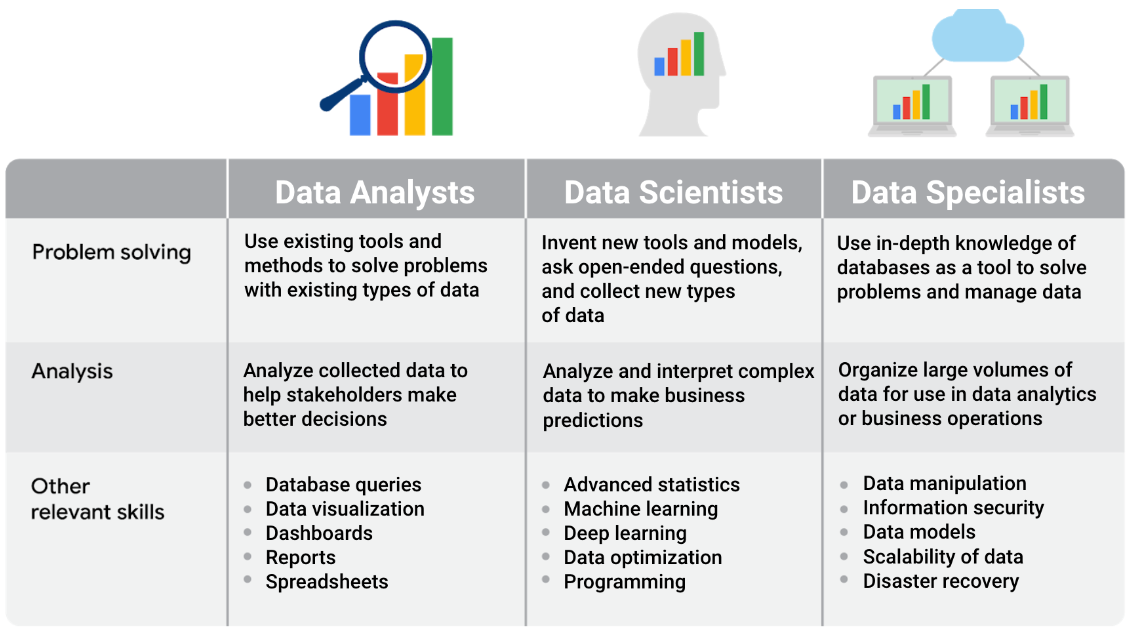 Data Analysts
Data Scientists
Data Specialists
Problem solving
Use existing tools and
methods to solve problems
with existing types of data
Invent new tools and models,
ask open-ended questions,
and collect new types
of data
Use in-depth knowledge of
databases as a tool to solve
problems and manage data
Analysis
Analyze collected data to
help stakeholders make
better decisions
Analyze and interpret complex
data to make business
predictions
Organize large volumes of
data for use in data analytics
or business operations
Other
relevant skills
Database queries
Data visualization
Dashboards
Reports
Spreadsheets
Advanced statistics
Machine learning
Deep learning
Data optimization
Programming
Data manipulation
Information security
Data models
Scalability of data
Disaster recovery